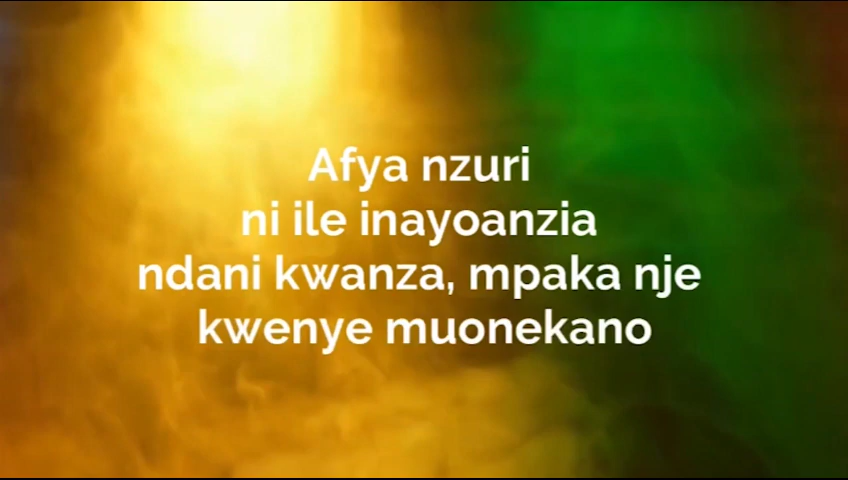 Afya nzuri
ni ile inayoanzia
ndani kwanza, mpaka nje
kwenye muonekano